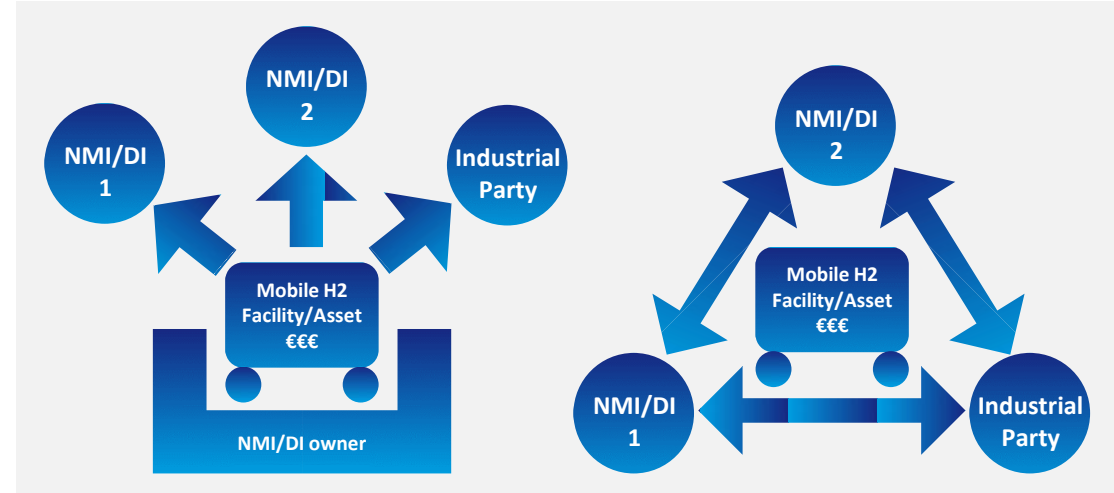 NMI/DI
2
NMI/DI
1
Industrial
Party
Mobile H2
Facility/Asset
€€€
NMI/DI owner
NMI/DI
2
Mobile H2
Facility/Asset
€€€
NMI/DI
1
Industrial
Party